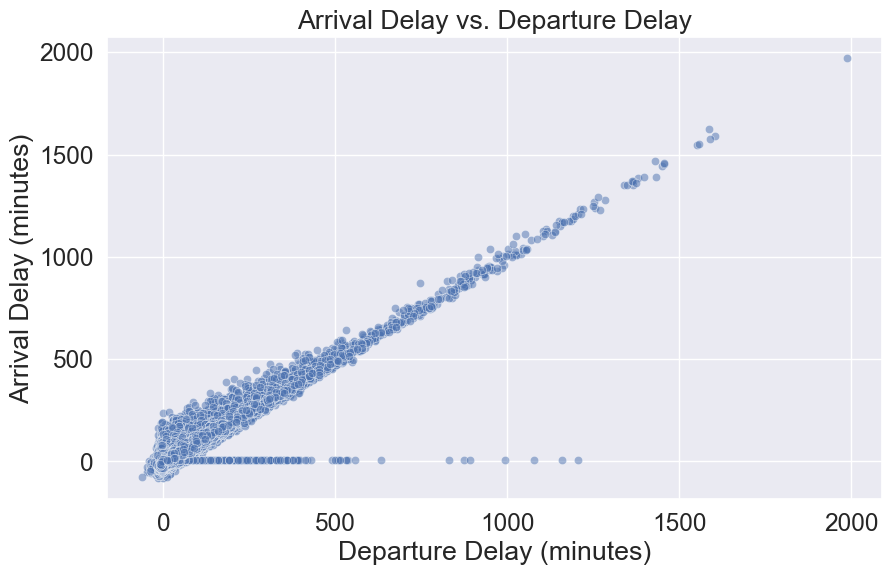 Arrival Delay vs. Departure Delay
2000
1500
1000
500
0
Arrival Delay (minutes)
0 500 1000 1500 2000
Departure Delay (minutes)